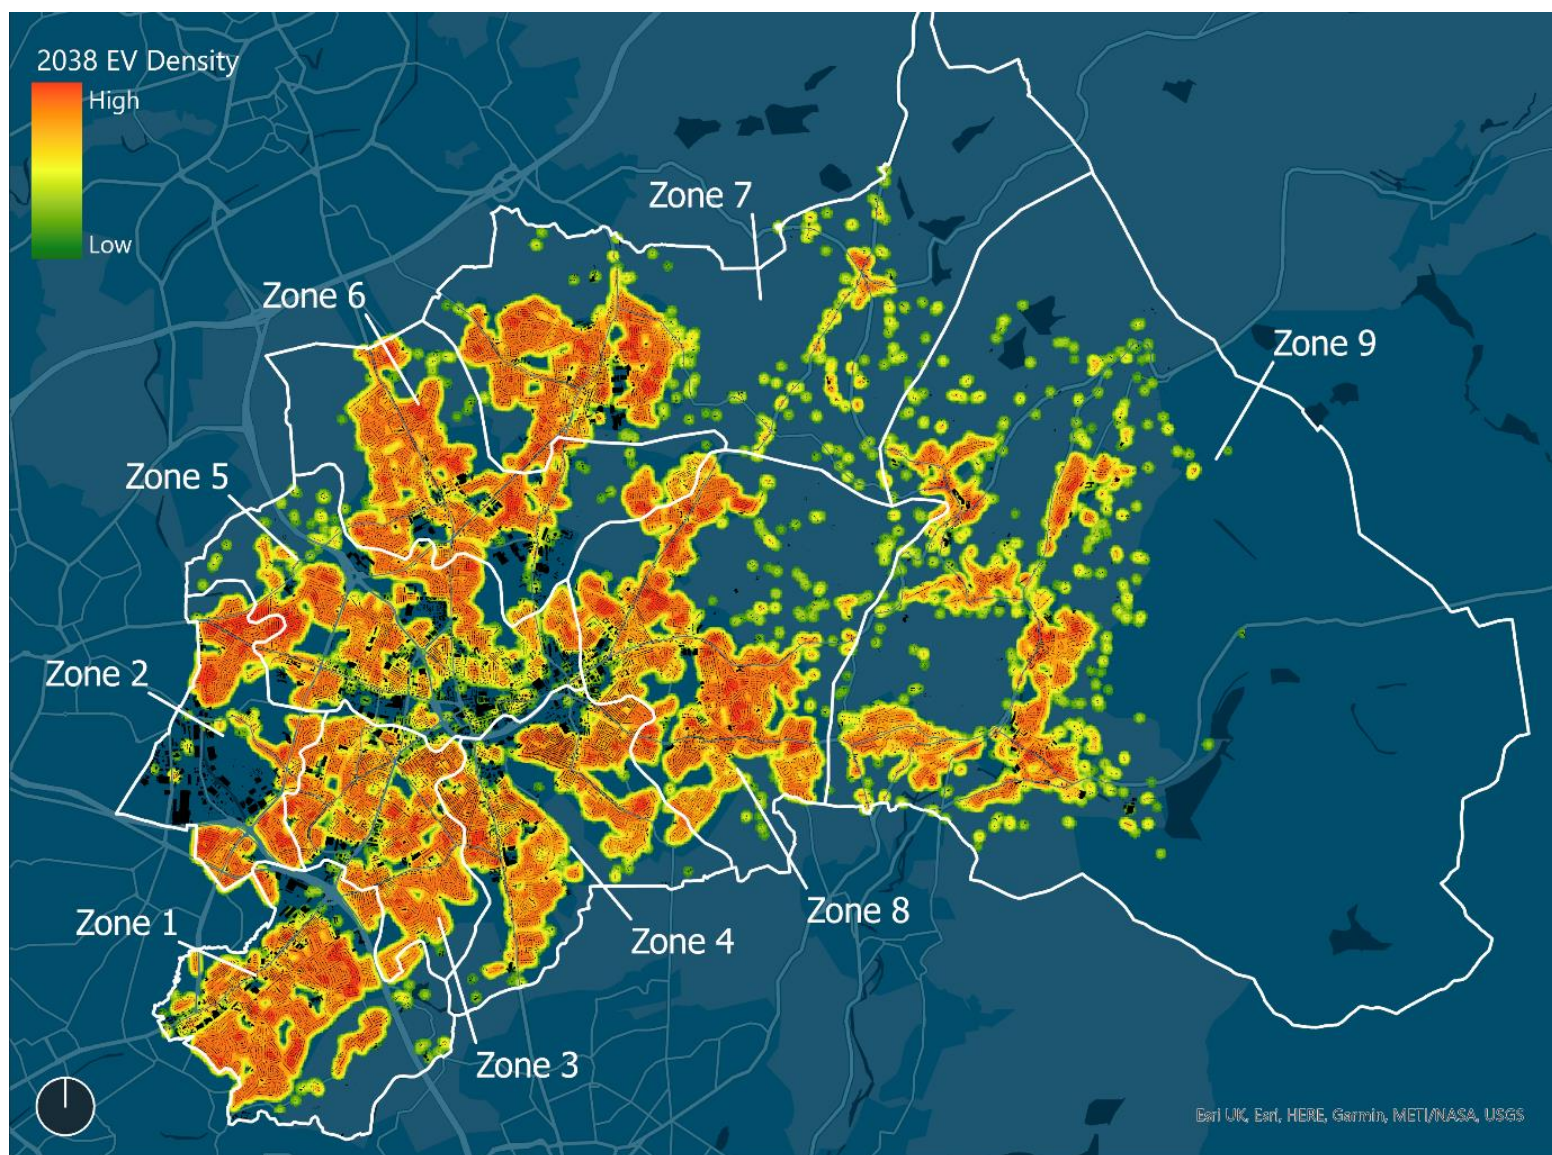 2038 EV Density
High
Low
Zone 7
Zone 6
Zone 9
Zone 5
Zone 2
Zone 1
Zone 8
Zone 4
Zone 3
Esri UK, Esri, HERE, Garmin, METI/NASA, USGS